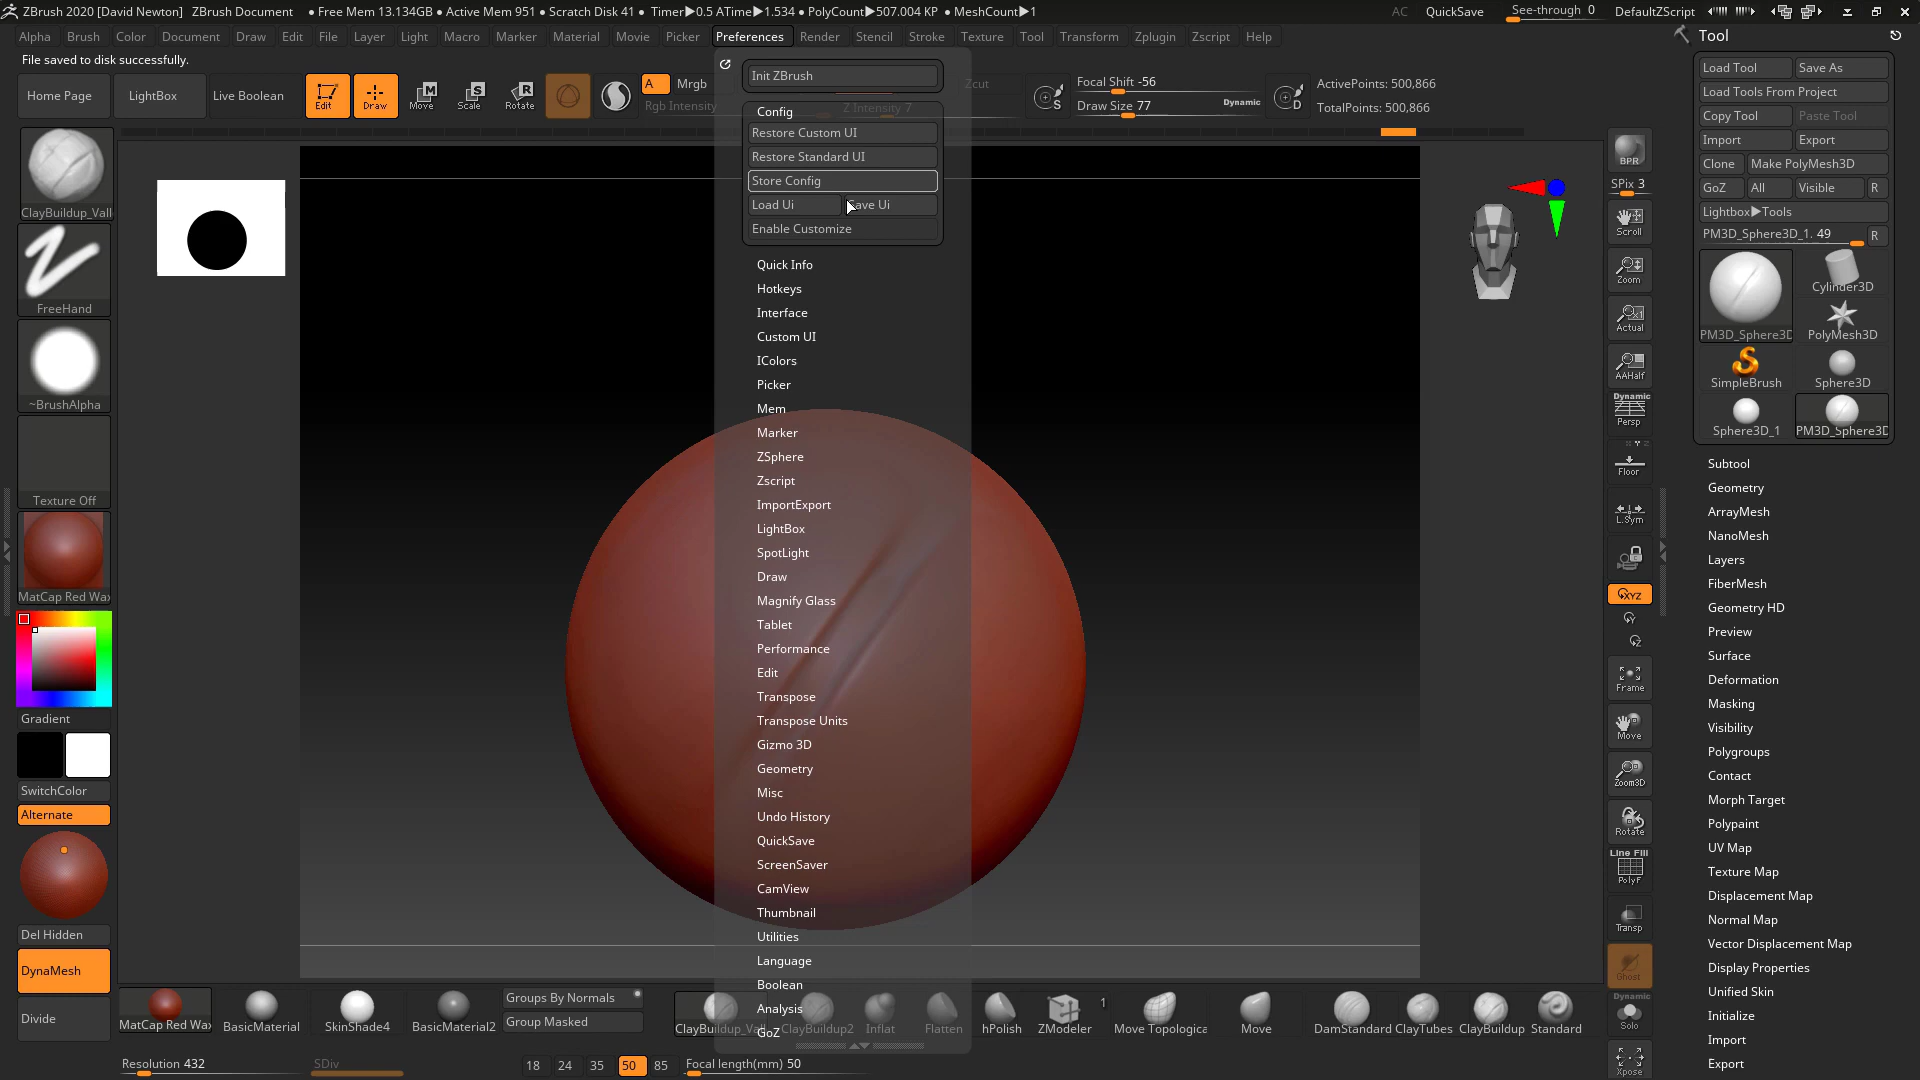 ZBrush 2020 [David Newton] ZBrush Document ● Free Mem 13.134GB ● Active Mem 951 ● Scratch Disk 41 ● Timer▶0.5 ATime▶1.534 ● PolyCount▶507.004 KP ● MeshCount▶1 AC QuickSave See-through 0 DefaultZScript
Alpha Brush Color Document Draw Edit File Layer Light Macro Marker Material Movie Picker Preferences Render Stencil Stroke Texture Tool Transform Zplugin Zscript Help
File saved to disk successfully.
Home Page LightBox Live Boolean Edit Draw Move Scale Rotate A Mrgb Rgb Intensity Zcut Z Intensity 7
Focal Shift -56
Draw Size 77 Dynamic
S D
ActivePoints: 500,866
TotalPoints: 500,866
ClayBuildup_Vall
FreeHand
~BrushAlpha
Texture Off
MatCap Red Wax
Gradient
SwitchColor
Alternate
Del Hidden
DynaMesh
Divide
Init ZBrush
Config
Restore Custom UI
Restore Standard UI
Store Config
Load Ui ave Ui
Enable Customize
Quick Info
Hotkeys
Interface
Custom UI
IColors
Picker
Mem
Marker
ZSphere
Zscript
ImportExport
LightBox
SpotLight
Draw
Magnify Glass
Tablet
Performance
Edit
Transpose
Transpose Units
Gizmo 3D
Geometry
Misc
Undo History
QuickSave
ScreenSaver
CamView
Thumbnail
Utilities
Language
Boolean
Analysis
GoZ
BPR
SPix 3
Scroll
Zoom
Actual
AAHalf
Dynamic
Persp
Floor
L.Sym
XYZ
Y
Z
Frame
Move
Zoom3D
Rotate
Line Fill
PolyF
Transp
Ghost
Dynamic
Solo
Xpose
Tool
Load Tool Save As
Load Tools From Project
Copy Tool Paste Tool
Import Export
Clone Make PolyMesh3D
GoZ All Visible R
Lightbox▶Tools
PM3D_Sphere3D_1. 49 R
PM3D_Sphere3D Cylinder3D
PolyMesh3D
SimpleBrush Sphere3D
Sphere3D_1 PM3D_Sphere3D
Subtool
Geometry
ArrayMesh
NanoMesh
Layers
FiberMesh
Geometry HD
Preview
Surface
Deformation
Masking
Visibility
Polygroups
Contact
Morph Target
Polypaint
UV Map
Texture Map
Displacement Map
Normal Map
Vector Displacement Map
Display Properties
Unified Skin
Initialize
Import
Export
MatCap Red Wax BasicMaterial SkinShade4 BasicMaterial2
Groups By Normals
Group Masked
ClayBuildup_Vall ClayBuildup2 Inflat Flatten hPolish ZModeler 1 Move Topologica Move DamStandard ClayTubes ClayBuildup Standard
Resolution 432 SDiv 18 24 35 50 85 Focal length(mm) 50